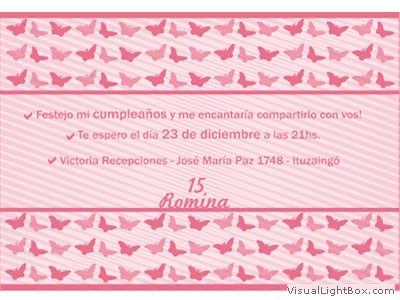 Festejo mi cumpleaños y me encantaría compartirlo con vos!
Te espero el día 23 de diciembre a las 21hs.
Victoria Recepciones - José María Paz 1748 - Ituzaingó
15
Romina
VisualLightBox.com